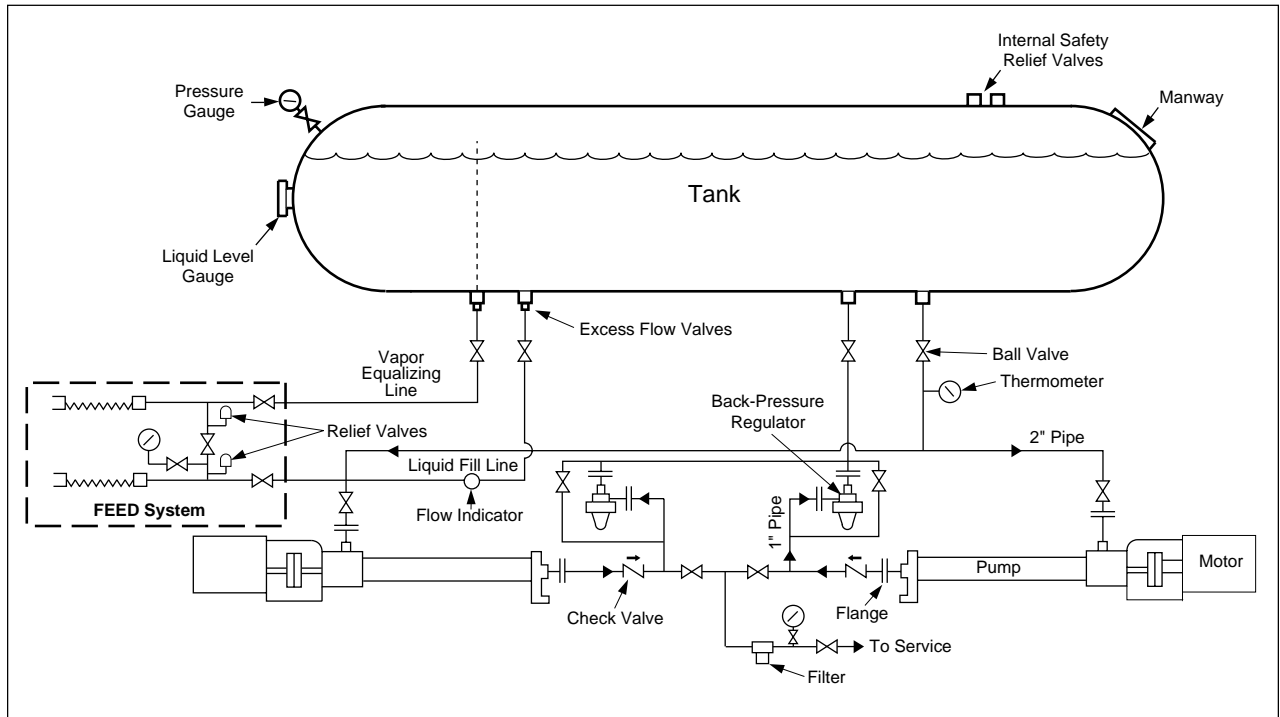 Internal Safety
Relief Valves
Pressure
Gauge
Manway
Tank
Liquid Level
Gauge
Excess Flow Valves
Vapor
Equalizing
Line
Ball Valve
Thermometer
Back-Pressure
Regulator
Relief Valves
2" Pipe
Liquid Fill Line
FEED System
Flow Indicator
1" Pipe
Pump
Motor
Check Valve
Flange
To Service
Filter